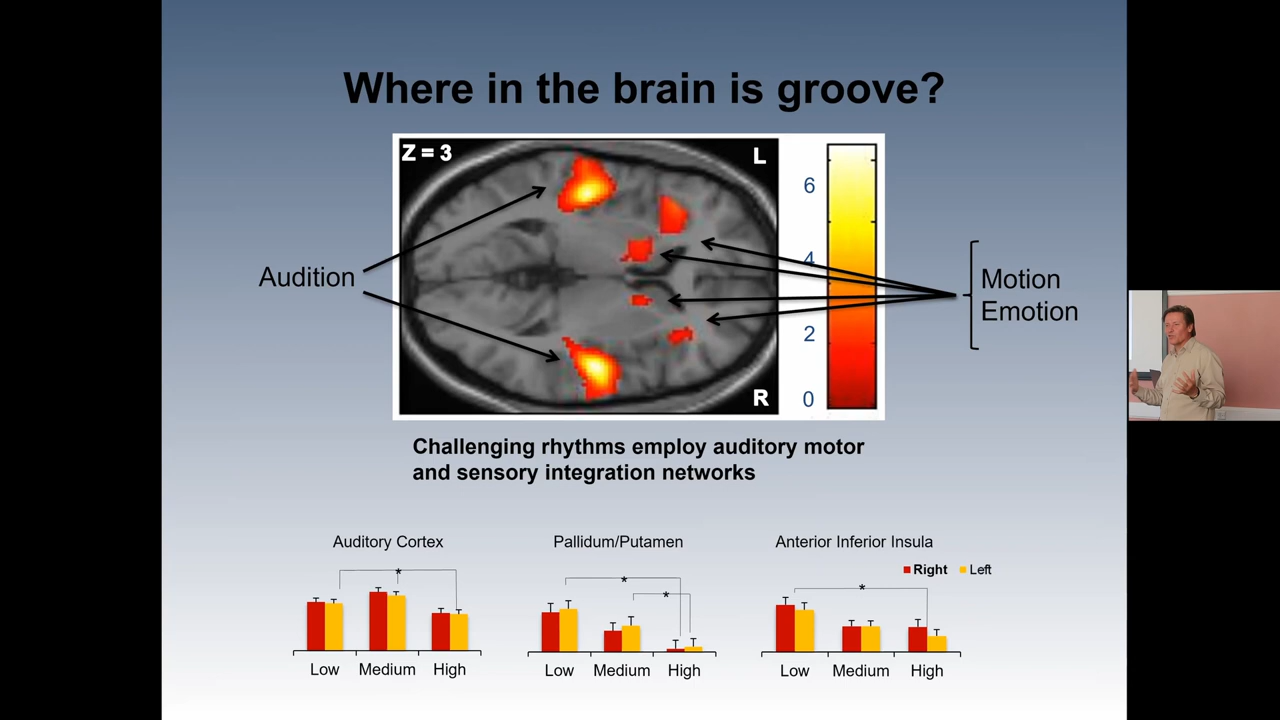 Where in the brain is groove?
Z = 3
L
6
4
2
0
R
Audition
Motion
Emotion
Challenging rhythms employ auditory motor
and sensory integration networks
Auditory Cortex
*
Low Medium High
Pallidum/Putamen
*
*
Low Medium High
Anterior Inferior Insula
Right Left
*
Low Medium High